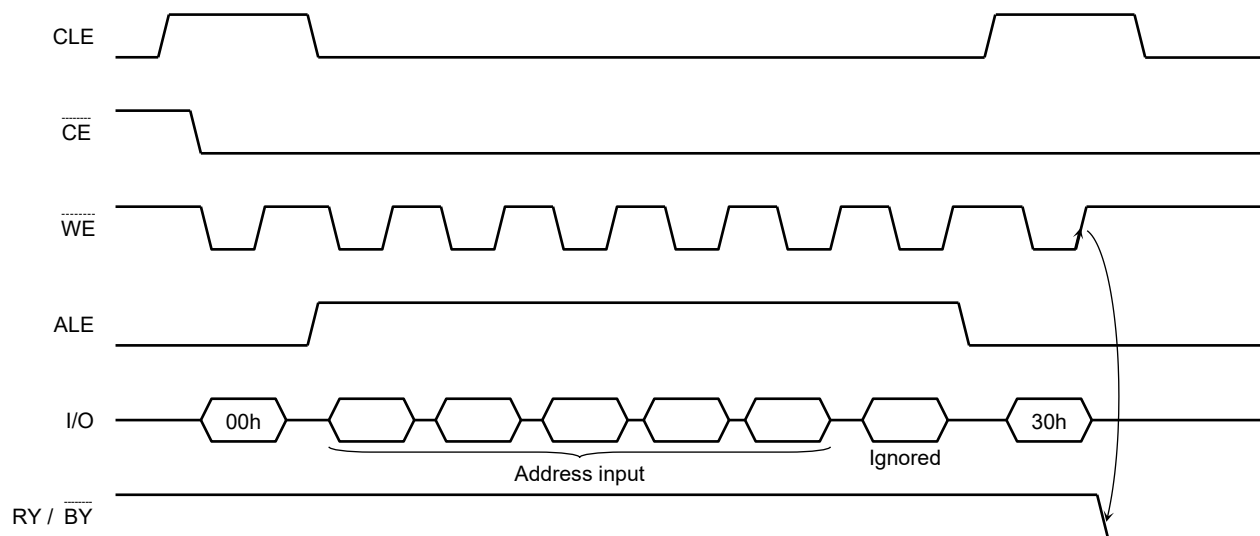 CLE
CE
WE
ALE
I/O
00h
30h
Ignored
Address input
RY / BY